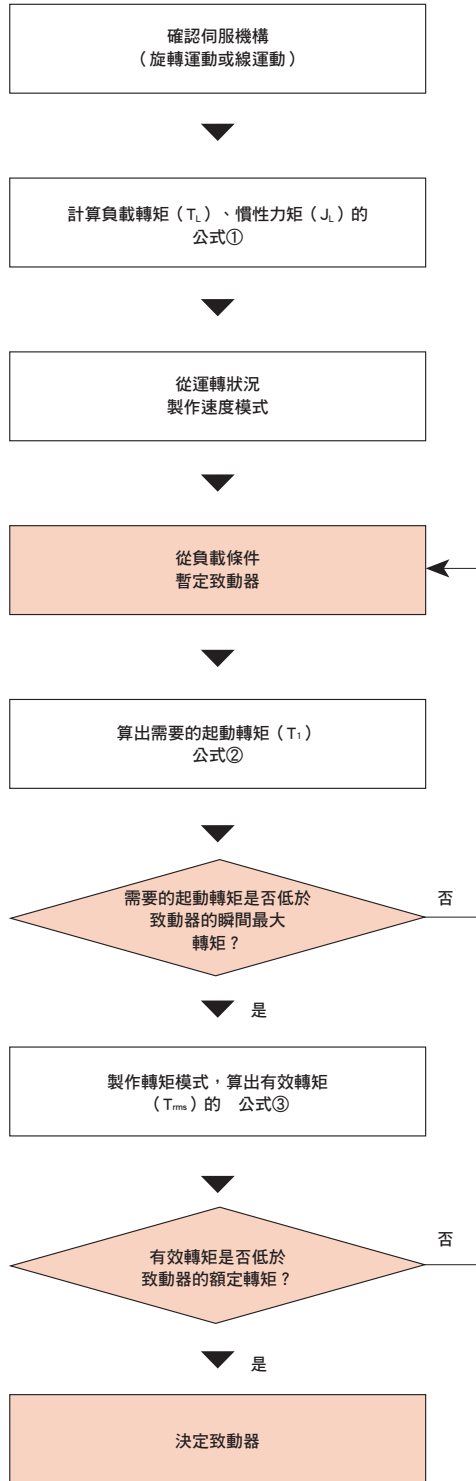 確認伺服機構
（旋轉運動或線運動）
計算負載轉矩（TL）、慣性力矩（JL）的
公式①
從運轉狀況
製作速度模式
從負載條件
暫定致動器
算出需要的起動轉矩（T1）
公式②
需要的起動轉矩是否低於
致動器的瞬間最大
轉矩？
否
是
製作轉矩模式，算出有效轉矩
（Trms）的　公式③
有效轉矩是否低於
致動器的額定轉矩？
否
是
決定致動器